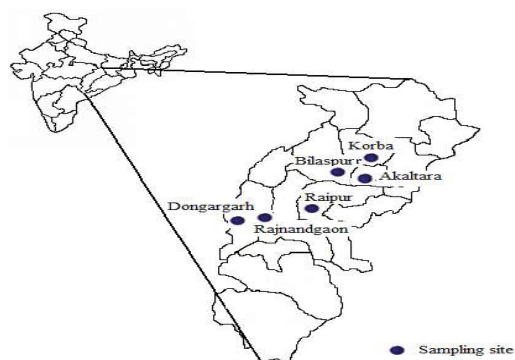 Korba
Bilaspurr
Akaltara
Raipur
Dongargarh
Rajnandgaon
Sampling site